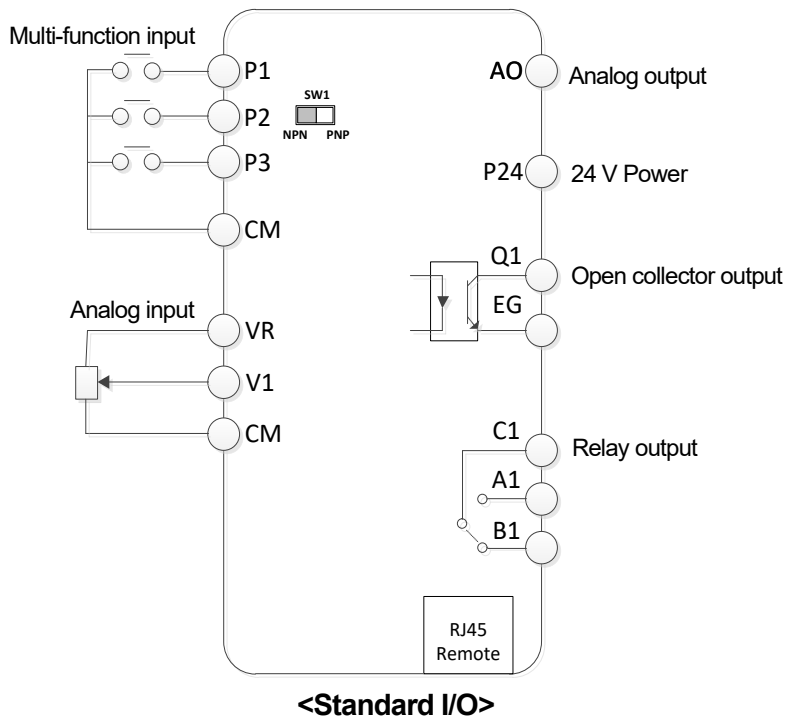 Multi-function input
P1
P2
P3
CM
SW1
NPN PNP
Analog input
VR
V1
CM
AO
Analog output
P24
24 V Power
Q1
Open collector output
EG
C1
Relay output
A1
B1
RJ45
Remote
<Standard I/O>